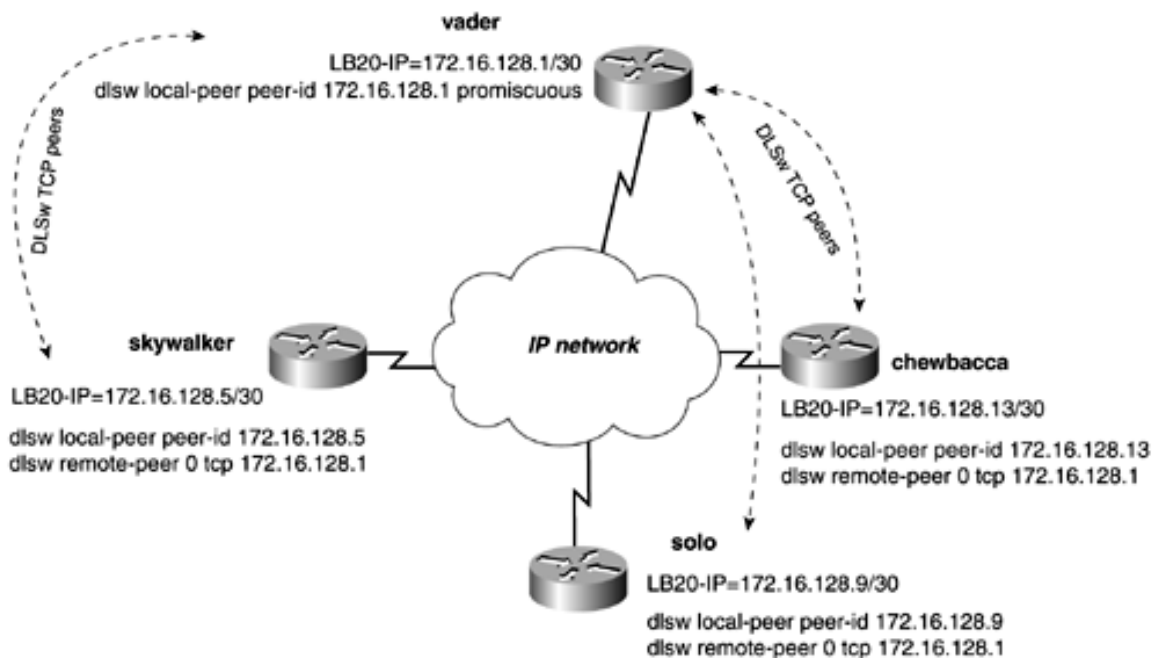 vader
LB20-IP=172.16.128.1/30
dlsw local-peer peer-id 172.16.128.1 promiscuous
DLSw TCP peers
DLSw TCP peers
skywalker
IP network
chewbacca
LB20-IP=172.16.128.5/30
dlsw local-peer peer-id 172.16.128.5
dlsw remote-peer 0 tcp 172.16.128.1
LB20-IP=172.16.128.13/30
dlsw local-peer peer-id 172.16.128.13
dlsw remote-peer 0 tcp 172.16.128.1
solo
LB20-IP=172.16.128.9/30
dlsw local-peer peer-id 172.16.128.9
dlsw remote-peer 0 tcp 172.16.128.1